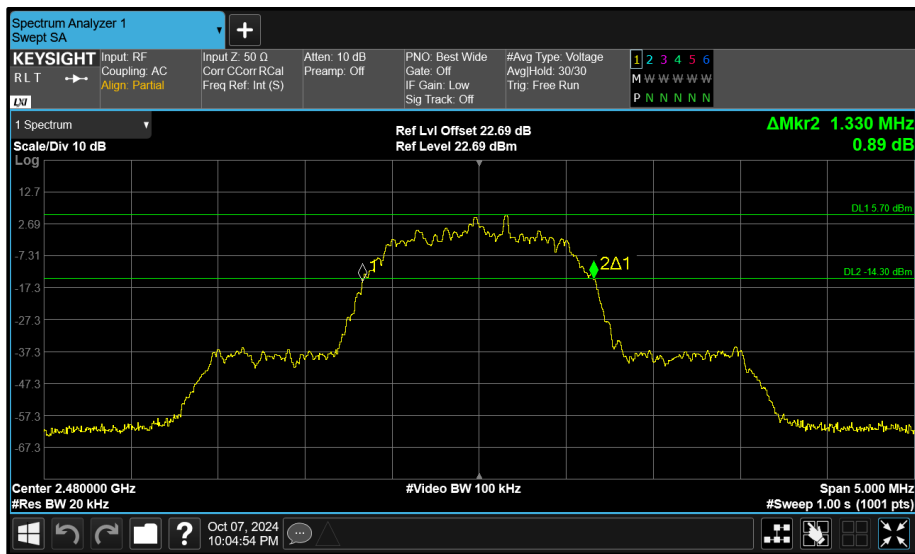 Spectrum Analyzer 1
Swept SA
KEYSIGHT
R L T
LXI
Input: RF
Coupling: AC
Align: Partial
Input Z: 50 Ω
Corr CCorr RCal
Freq Ref: Int (S)
Atten: 10 dB
Preamp: Off
PNO: Best Wide
Gate: Off
IF Gain: Low
Sig Track: Off
#Avg Type: Voltage
Avg|Hold: 30/30
Trig: Free Run
1 2 3 4 5 6
M W W W W W
P N N N N N
1 Spectrum
Scale/Div 10 dB
Log
Ref Lvl Offset 22.69 dB
Ref Level 22.69 dBm
ΔMkr2 1.330 MHz
0.89 dB
12.7
DL1 5.70 dBm
2.69
-7.31
1
2Δ1
DL2 -14.30 dBm
-17.3
-27.3
-37.3
-47.3
-57.3
-67.3
Center 2.480000 GHz
#Video BW 100 kHz
Span 5.000 MHz
#Res BW 20 kHz
#Sweep 1.00 s (1001 pts)
?
Oct 07, 2024
10:04:54 PM